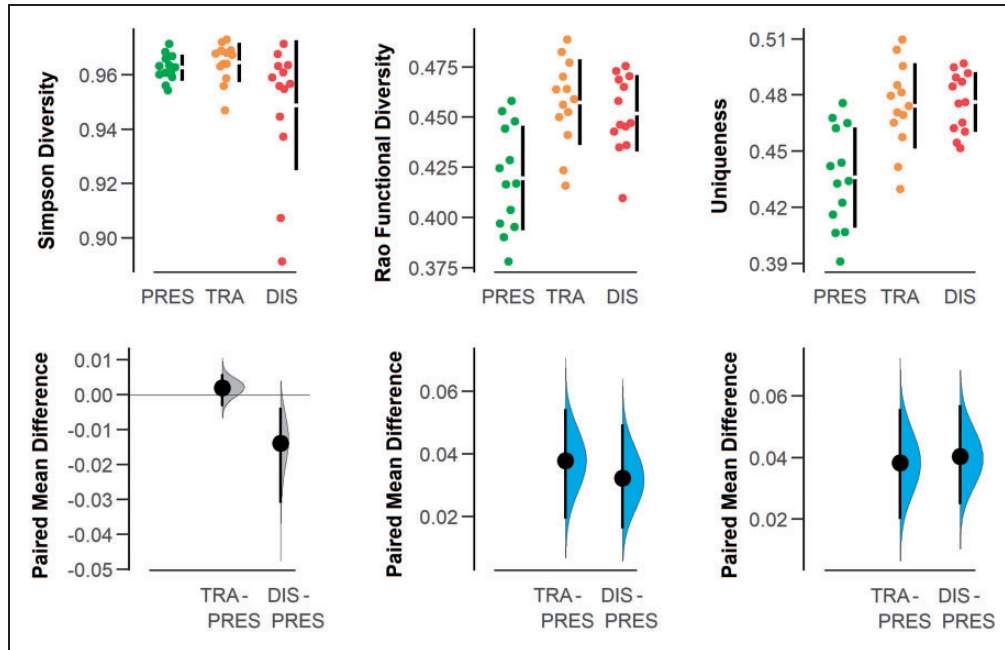 Simpson Diversity
0.96
0.94
0.92
0.90
PRES TRA DIS
Rao Functional Diversity
0.475
0.450
0.425
0.400
0.375
PRES TRA DIS
Uniqueness
0.51
0.48
0.44
0.42
0.39
PRES TRA DIS
Paired Mean Difference
0.01
0.00
-0.01
-0.02
-0.03
-0.04
-0.05
TRA- DIS-
PRES PRES
Paired Mean Difference
0.06
0.04
0.02
TRA- DIS-
PRES PRES
Paired Mean Difference
0.06
0.04
0.02
TRA- DIS-
PRES PRES